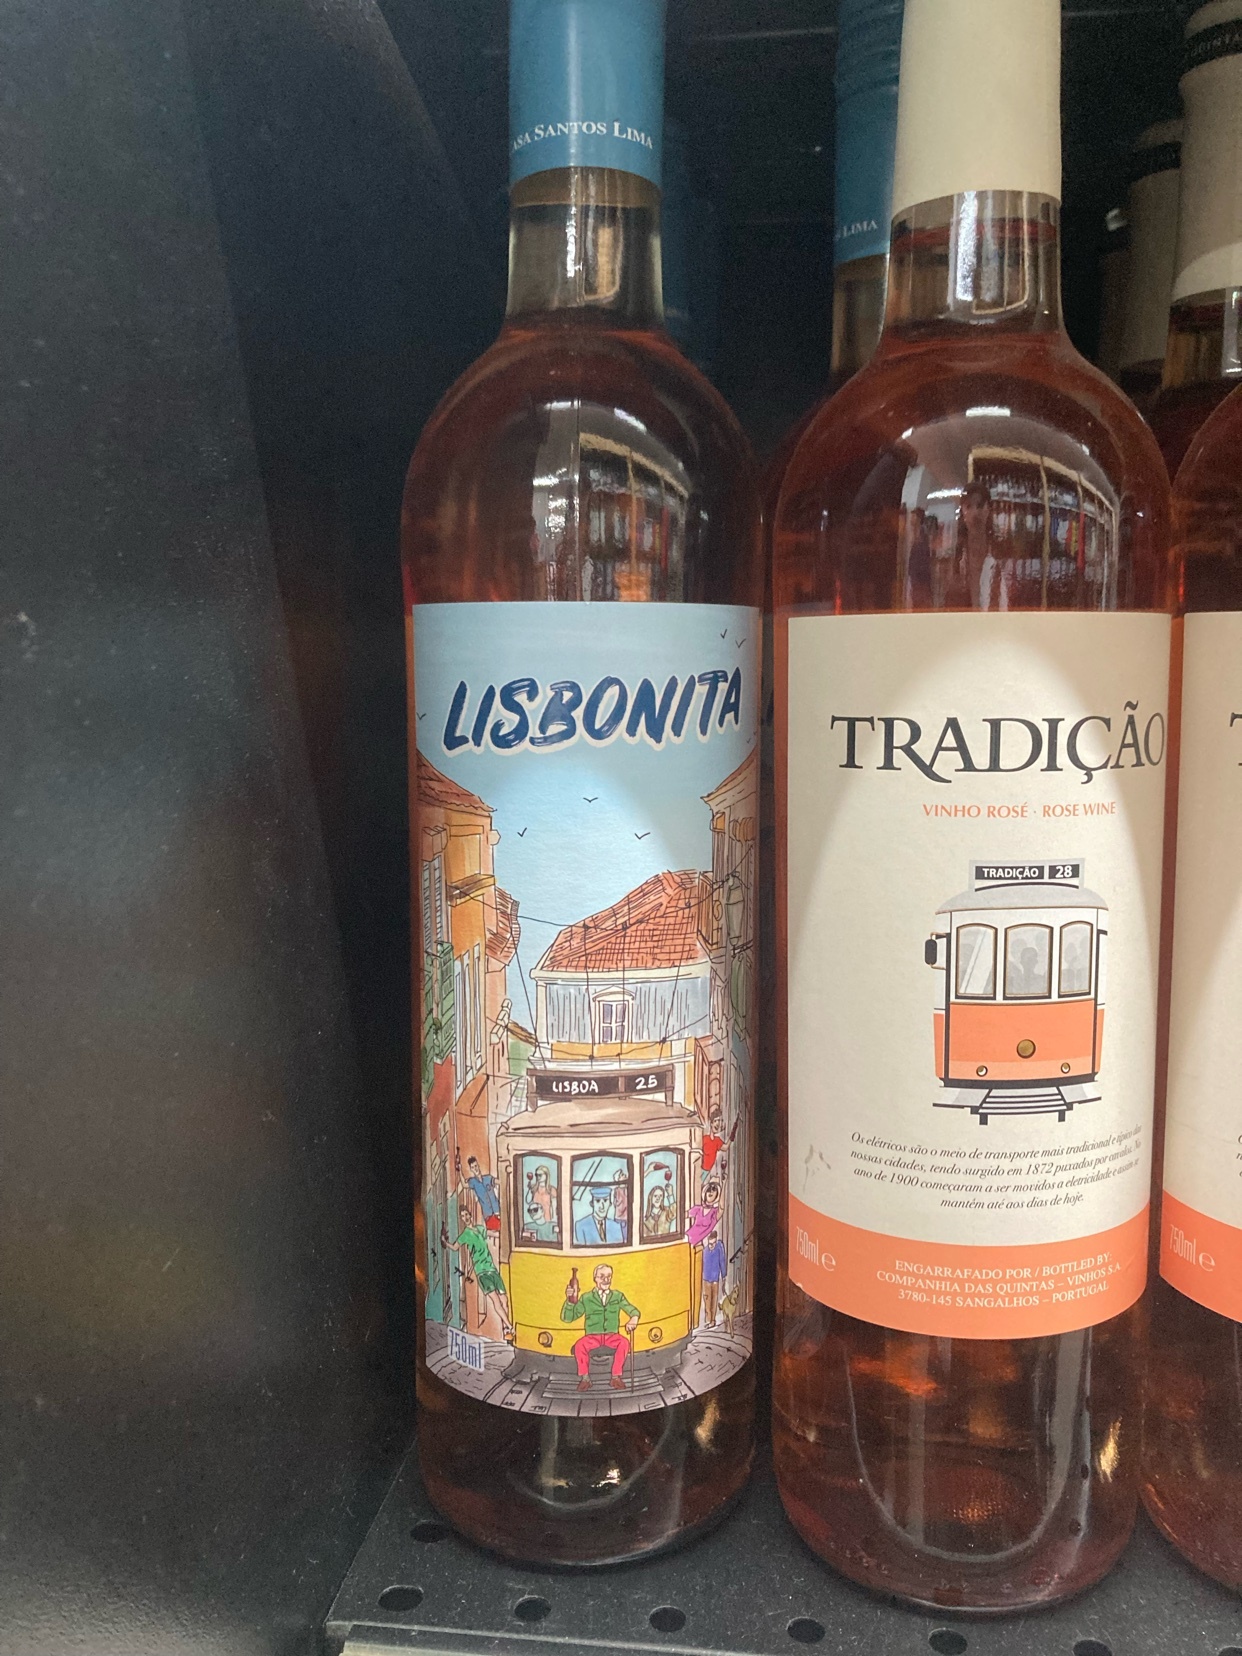 ASA SANTOS LIMA
LISBONITA
LISBOA 25
750ml
LIMA
TRADIÇÃO
VINHO ROSÉ · ROSE WINE
TRADIÇÃO 28
Os elétricos são o meio de transporte mais tradicional e típico das
nossas cidades, tendo surgido em 1872 puxados por cavalos. No
ano de 1900 começaram a ser movidos a eletricidade e assim se
mantém até aos dias de hoje.
750ml e
ENGARRAFADO POR / BOTTLED BY:
COMPANHIA DAS QUINTAS – VINHOS S.A.
3780-145 SANGALHOS – PORTUGAL
750ml e